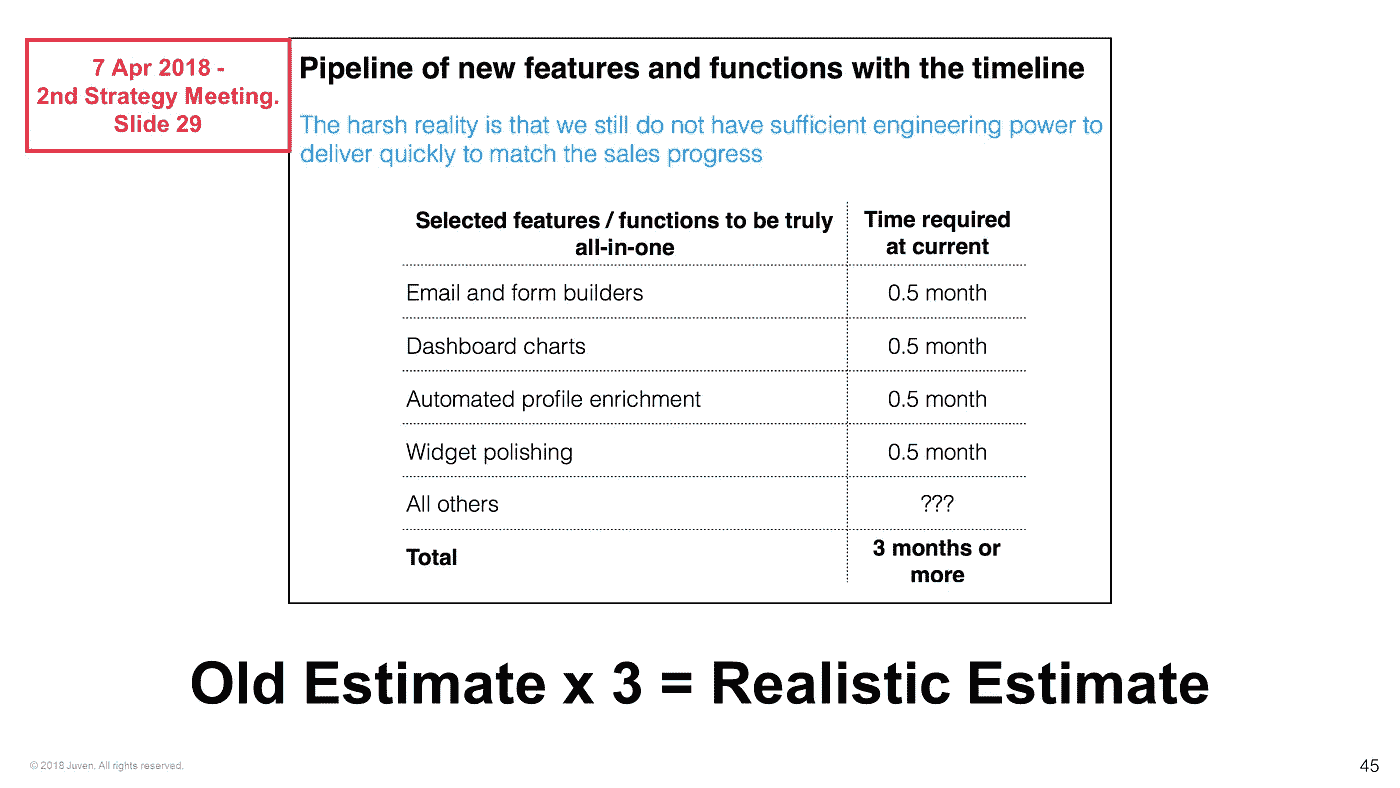 7 Apr 2018 -
2nd Strategy Meeting.
Slide 29
Pipeline of new features and functions with the timeline
The harsh reality is that we still do not have sufficient engineering power to
deliver quickly to match the sales progress
Selected features / functions to be truly
all-in-one
Time required
at current
Email and form builders
0.5 month
Dashboard charts
0.5 month
Automated profile enrichment
0.5 month
Widget polishing
0.5 month
All others
???
Total
3 months or
more
Old Estimate x 3 = Realistic Estimate
© 2018 Juven. All rights reserved.
45